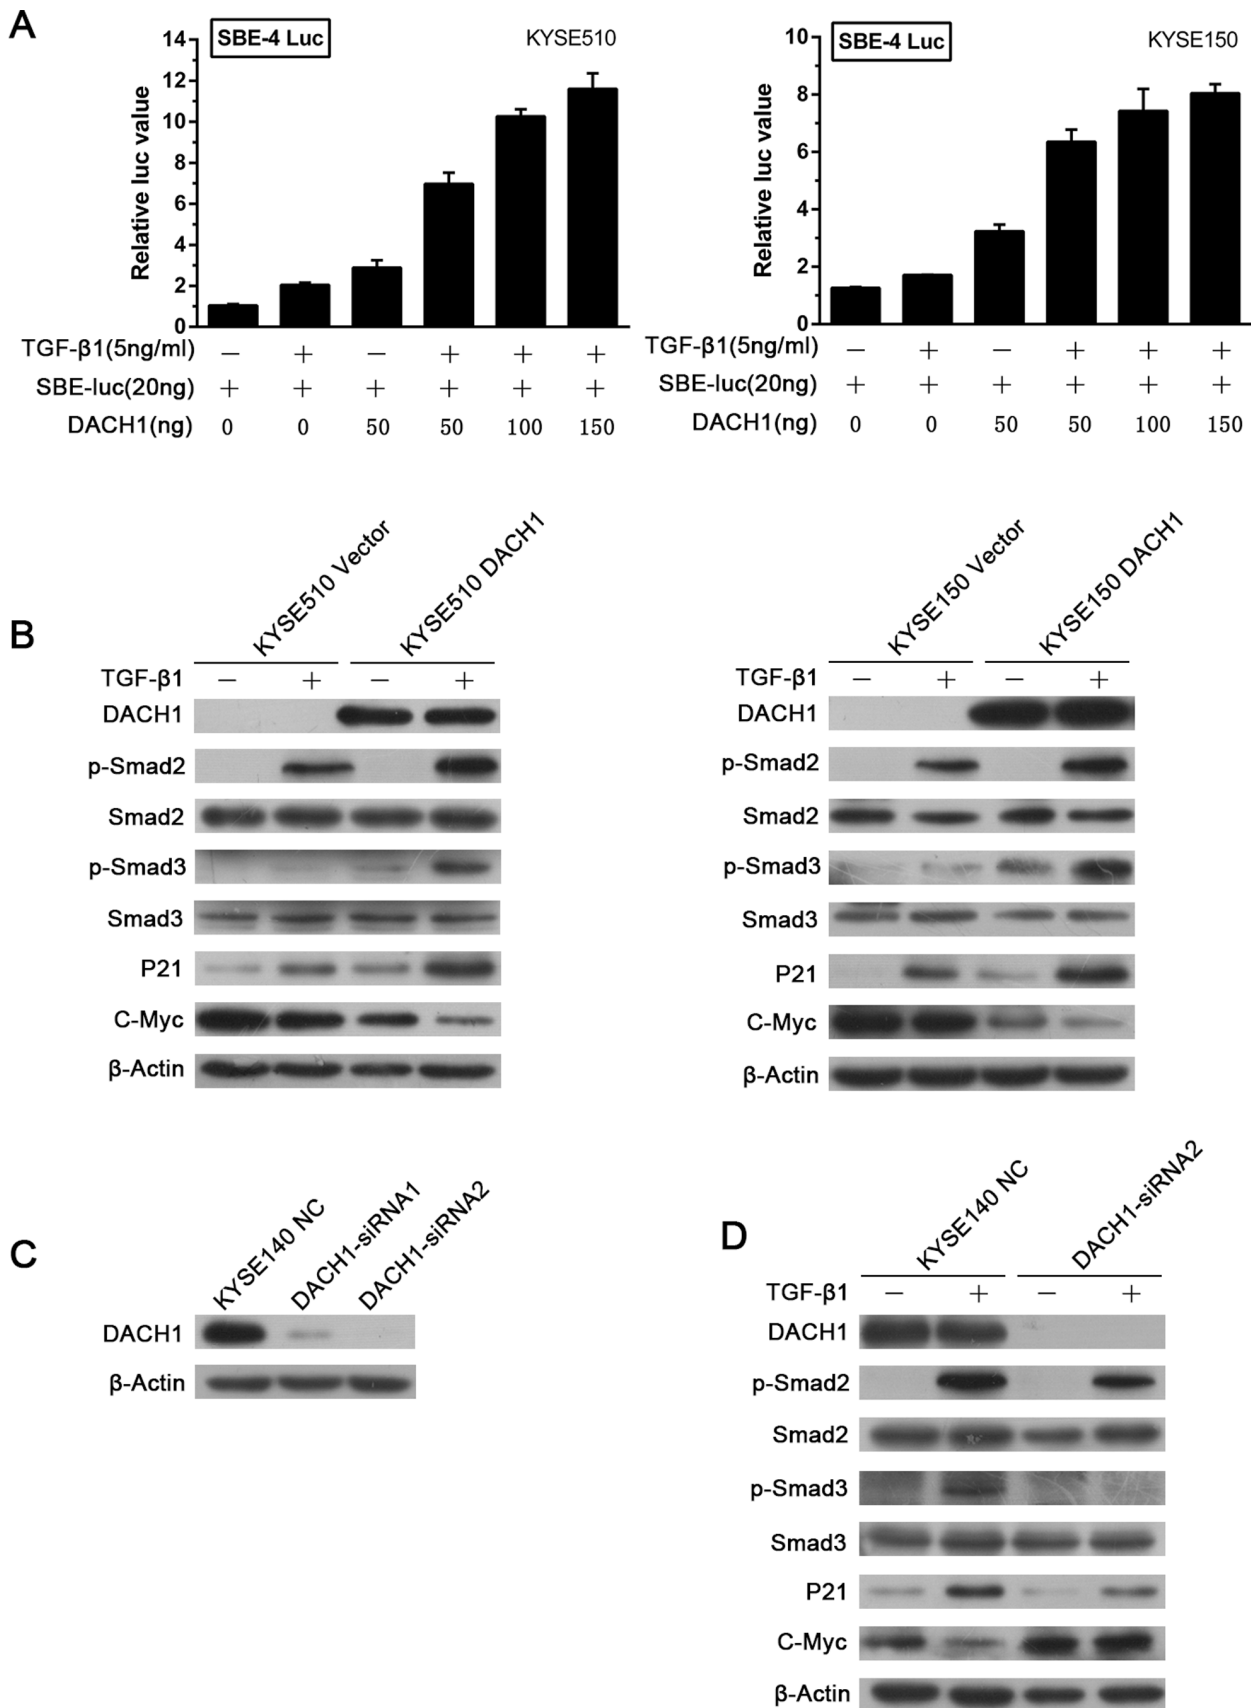 A
SBE-4 Luc
KYSE510
Relative luc value
14
12
10
8
6
4
2
0
TGF-β1(5ng/ml) − + − + + +
SBE-luc(20ng) + + + + + +
DACH1(ng) 0 0 50 50 100 150
SBE-4 Luc
KYSE150
Relative luc value
10
8
6
4
2
0
TGF-β1(5ng/ml) − + − + + +
SBE-luc(20ng) + + + + + +
DACH1(ng) 0 0 50 50 100 150
B
KYSE510 Vector
KYSE510 DACH1
TGF-β1 − + − +
DACH1
p-Smad2
Smad2
p-Smad3
Smad3
P21
C-Myc
β-Actin
KYSE150 Vector
KYSE150 DACH1
TGF-β1 − + − +
DACH1
p-Smad2
Smad2
p-Smad3
Smad3
P21
C-Myc
β-Actin
C
KYSE140 NC
DACH1-siRNA1
DACH1-siRNA2
DACH1
β-Actin
D
KYSE140 NC
DACH1-siRNA2
TGF-β1 − + − +
DACH1
p-Smad2
Smad2
p-Smad3
Smad3
P21
C-Myc
β-Actin